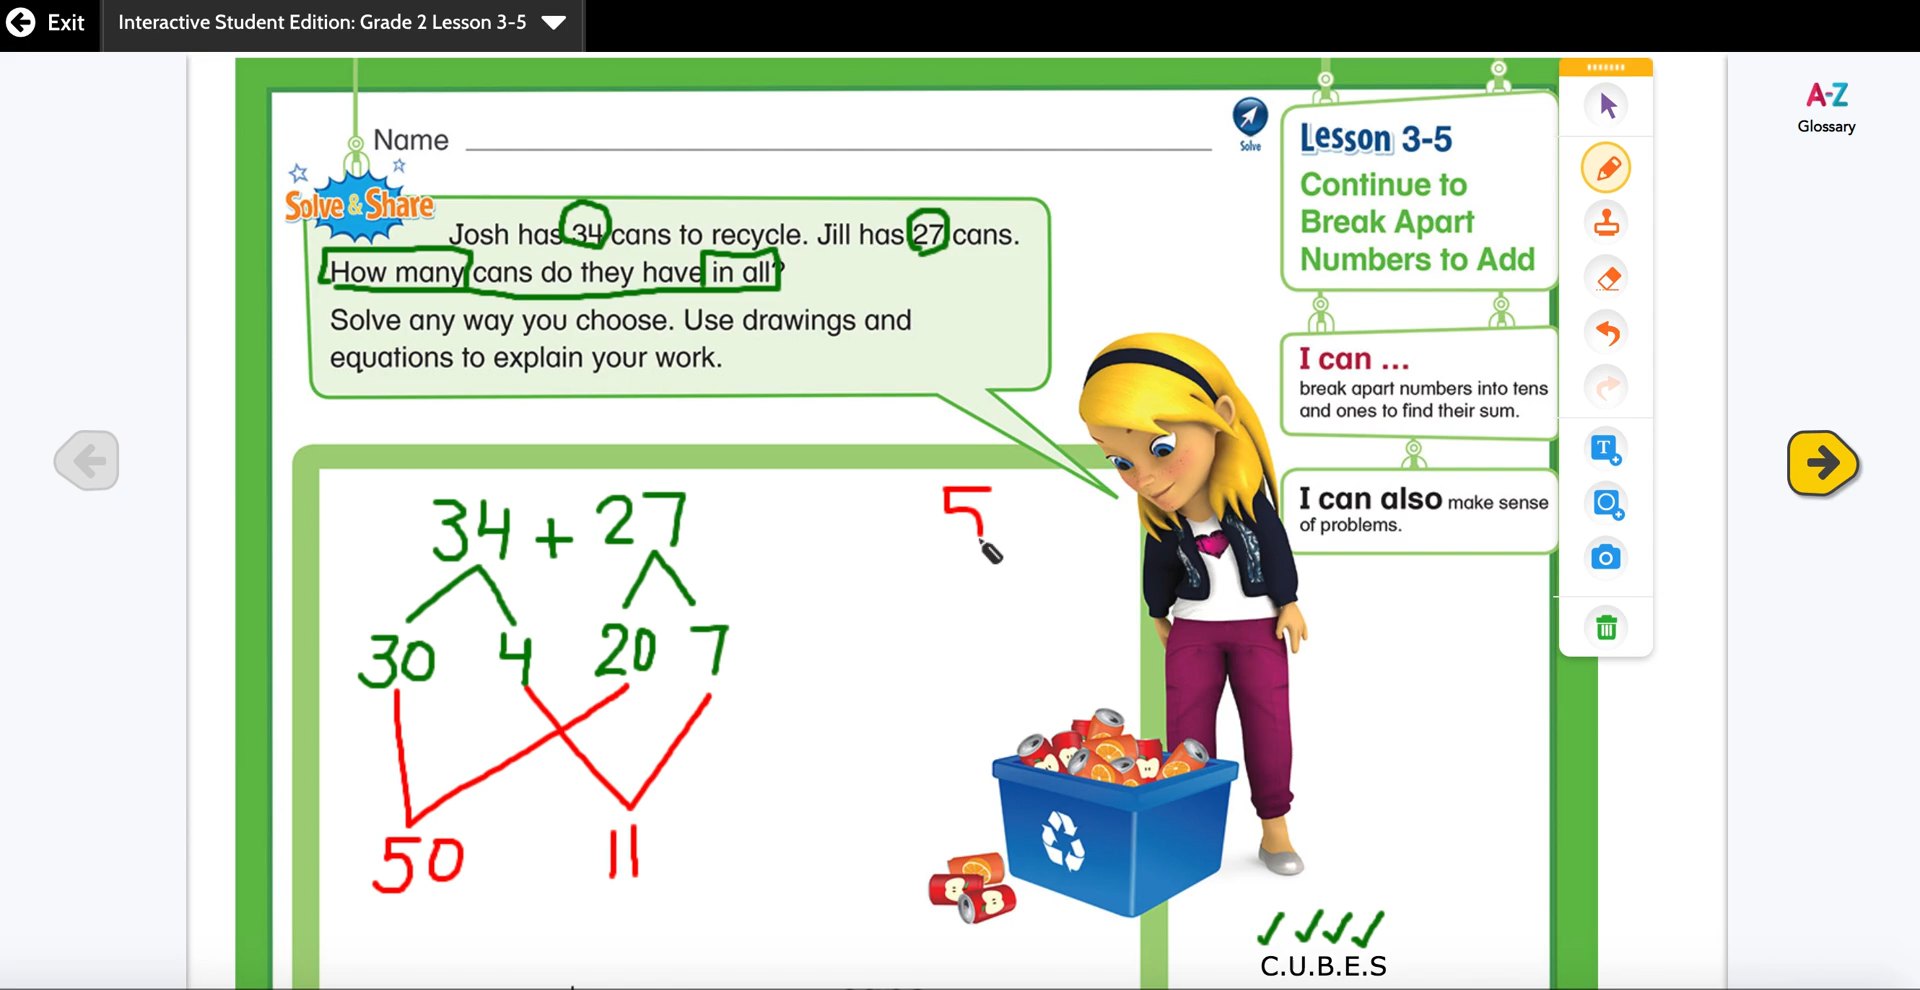 Exit
Interactive Student Edition: Grade 2 Lesson 3-5
A-Z
Glossary
Name
Solve
Solve & Share
Josh has 34 cans to recycle. Jill has 27 cans.
How many cans do they have in all?
Solve any way you choose. Use drawings and
equations to explain your work.
Lesson 3-5
Continue to
Break Apart
Numbers to Add
I can ...
break apart numbers into tens
and ones to find their sum.
I can also make sense
of problems.
T
34 + 27
30 4 20 7
50 11
5
C.U.B.E.S